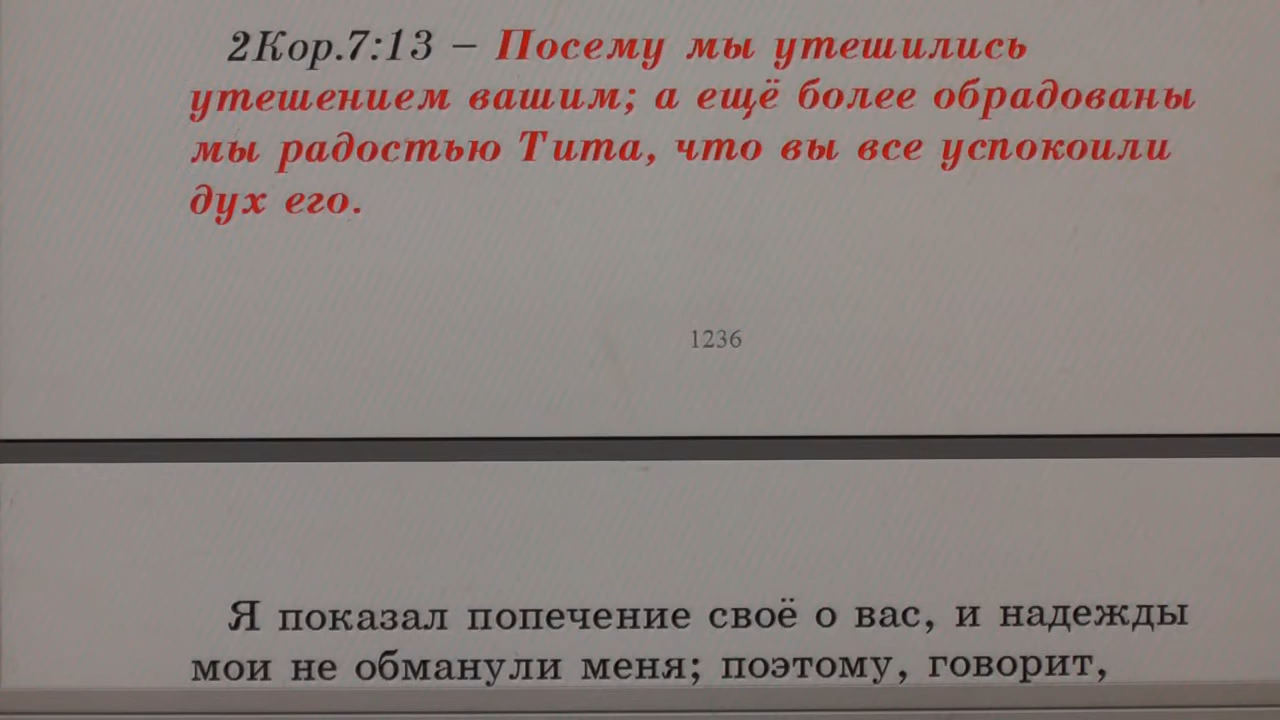 2Кор.7:13 – Посему мы утешились
утешением вашим; а ещё более обрадованы
мы радостью Тита, что вы все успокоили
дух его.
1236
Я показал попечение своё о вас, и надежды
мои не обманули меня; поэтому, говорит,